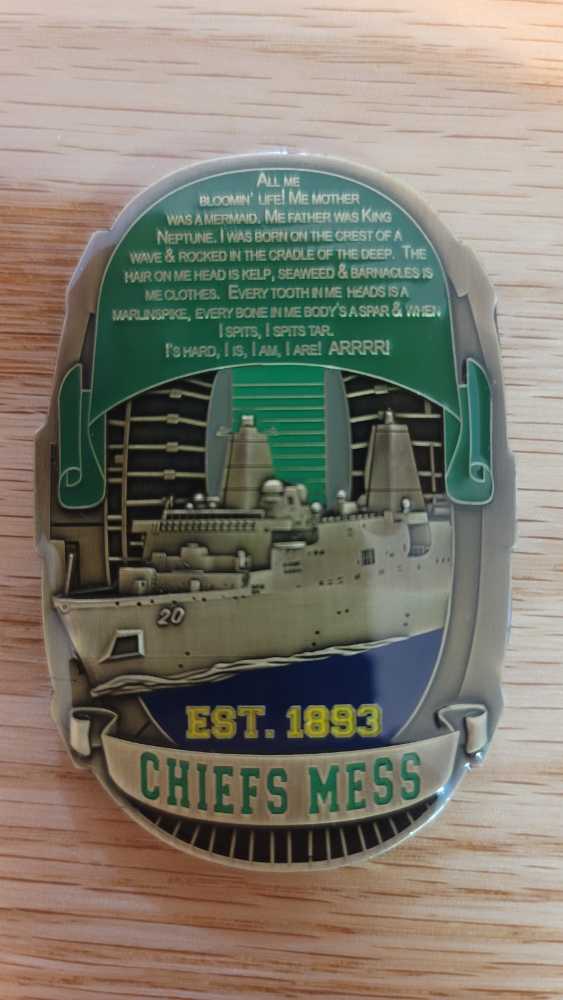 ALL ME
BLOOMIN' LIFE! ME MOTHER
WAS A MERMAID. ME FATHER WAS KING
NEPTUNE. I WAS BORN ON THE CREST OF A
WAVE & ROCKED IN THE CRADLE OF THE DEEP. THE
HAIR ON ME HEAD IS KELP, SEAWEED & BARNACLES IS
ME CLOTHES. EVERY TOOTH IN ME HEADS IS A
MARLINSPIKE, EVERY BONE IN ME BODY'S A SPAR & WHEN
I SPITS, I SPITS TAR.
I'S HARD, I IS, I AM, I ARE! ARRRR!
20
EST. 1893
CHIEFS MESS